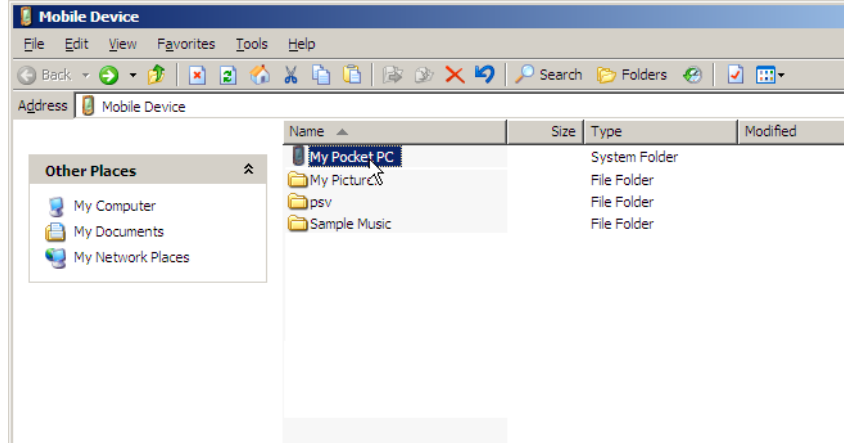 Mobile Device
File Edit View Favorites Tools Help
Back Search Folders
Address Mobile Device
Name Size Type Modified
My Pocket PC System Folder
Other Places
My Pictures File Folder
psv File Folder
My Computer
Sample Music File Folder
My Documents
My Network Places